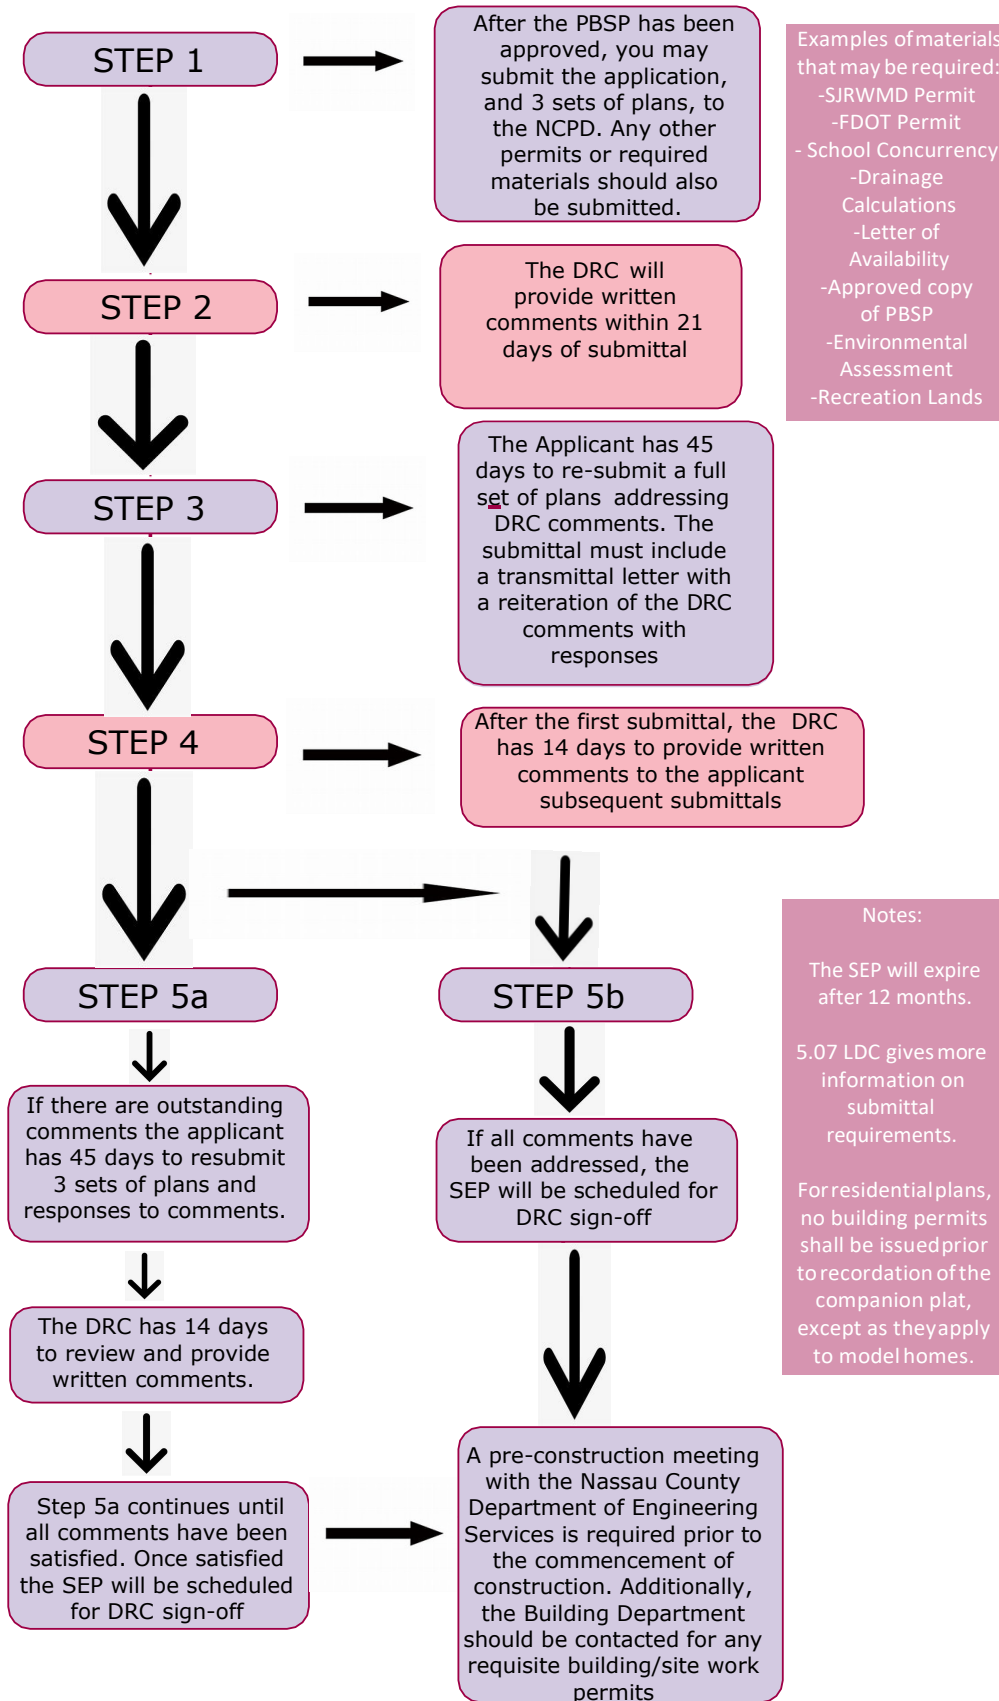 STEP 1
After the PBSP has been
approved, you may
submit the application,
and 3 sets of plans, to
the NCPD. Any other
permits or required
materials should also
be submitted.
Examples of materials
that may be required:
-SJRWMD Permit
-FDOT Permit
- School Concurrency
-Drainage
Calculations
-Letter of
Availability
-Approved copy
of PBSP
-Environmental
Assessment
-Recreation Lands
STEP 2
The DRC will
provide written
comments within 21
days of submittal
STEP 3
The Applicant has 45
days to re-submit a full
set of plans addressing
DRC comments. The
submittal must include
a transmittal letter with
a reiteration of the DRC
comments with
responses
STEP 4
After the first submittal, the DRC
has 14 days to provide written
comments to the applicant
subsequent submittals
STEP 5a
If there are outstanding
comments the applicant
has 45 days to resubmit
3 sets of plans and
responses to comments.
The DRC has 14 days
to review and provide
written comments.
Step 5a continues until
all comments have been
satisfied. Once satisfied
the SEP will be scheduled
for DRC sign-off
STEP 5b
If all comments have
been addressed, the
SEP will be scheduled for
DRC sign-off
A pre-construction meeting
with the Nassau County
Department of Engineering
Services is required prior to
the commencement of
construction. Additionally,
the Building Department
should be contacted for any
requisite building/site work
permits
Notes:
The SEP will expire
after 12 months.
5.07 LDC gives more
information on
submittal
requirements.
For residential plans,
no building permits
shall be issued prior
to recordation of the
companion plat,
except as they apply
to model homes.